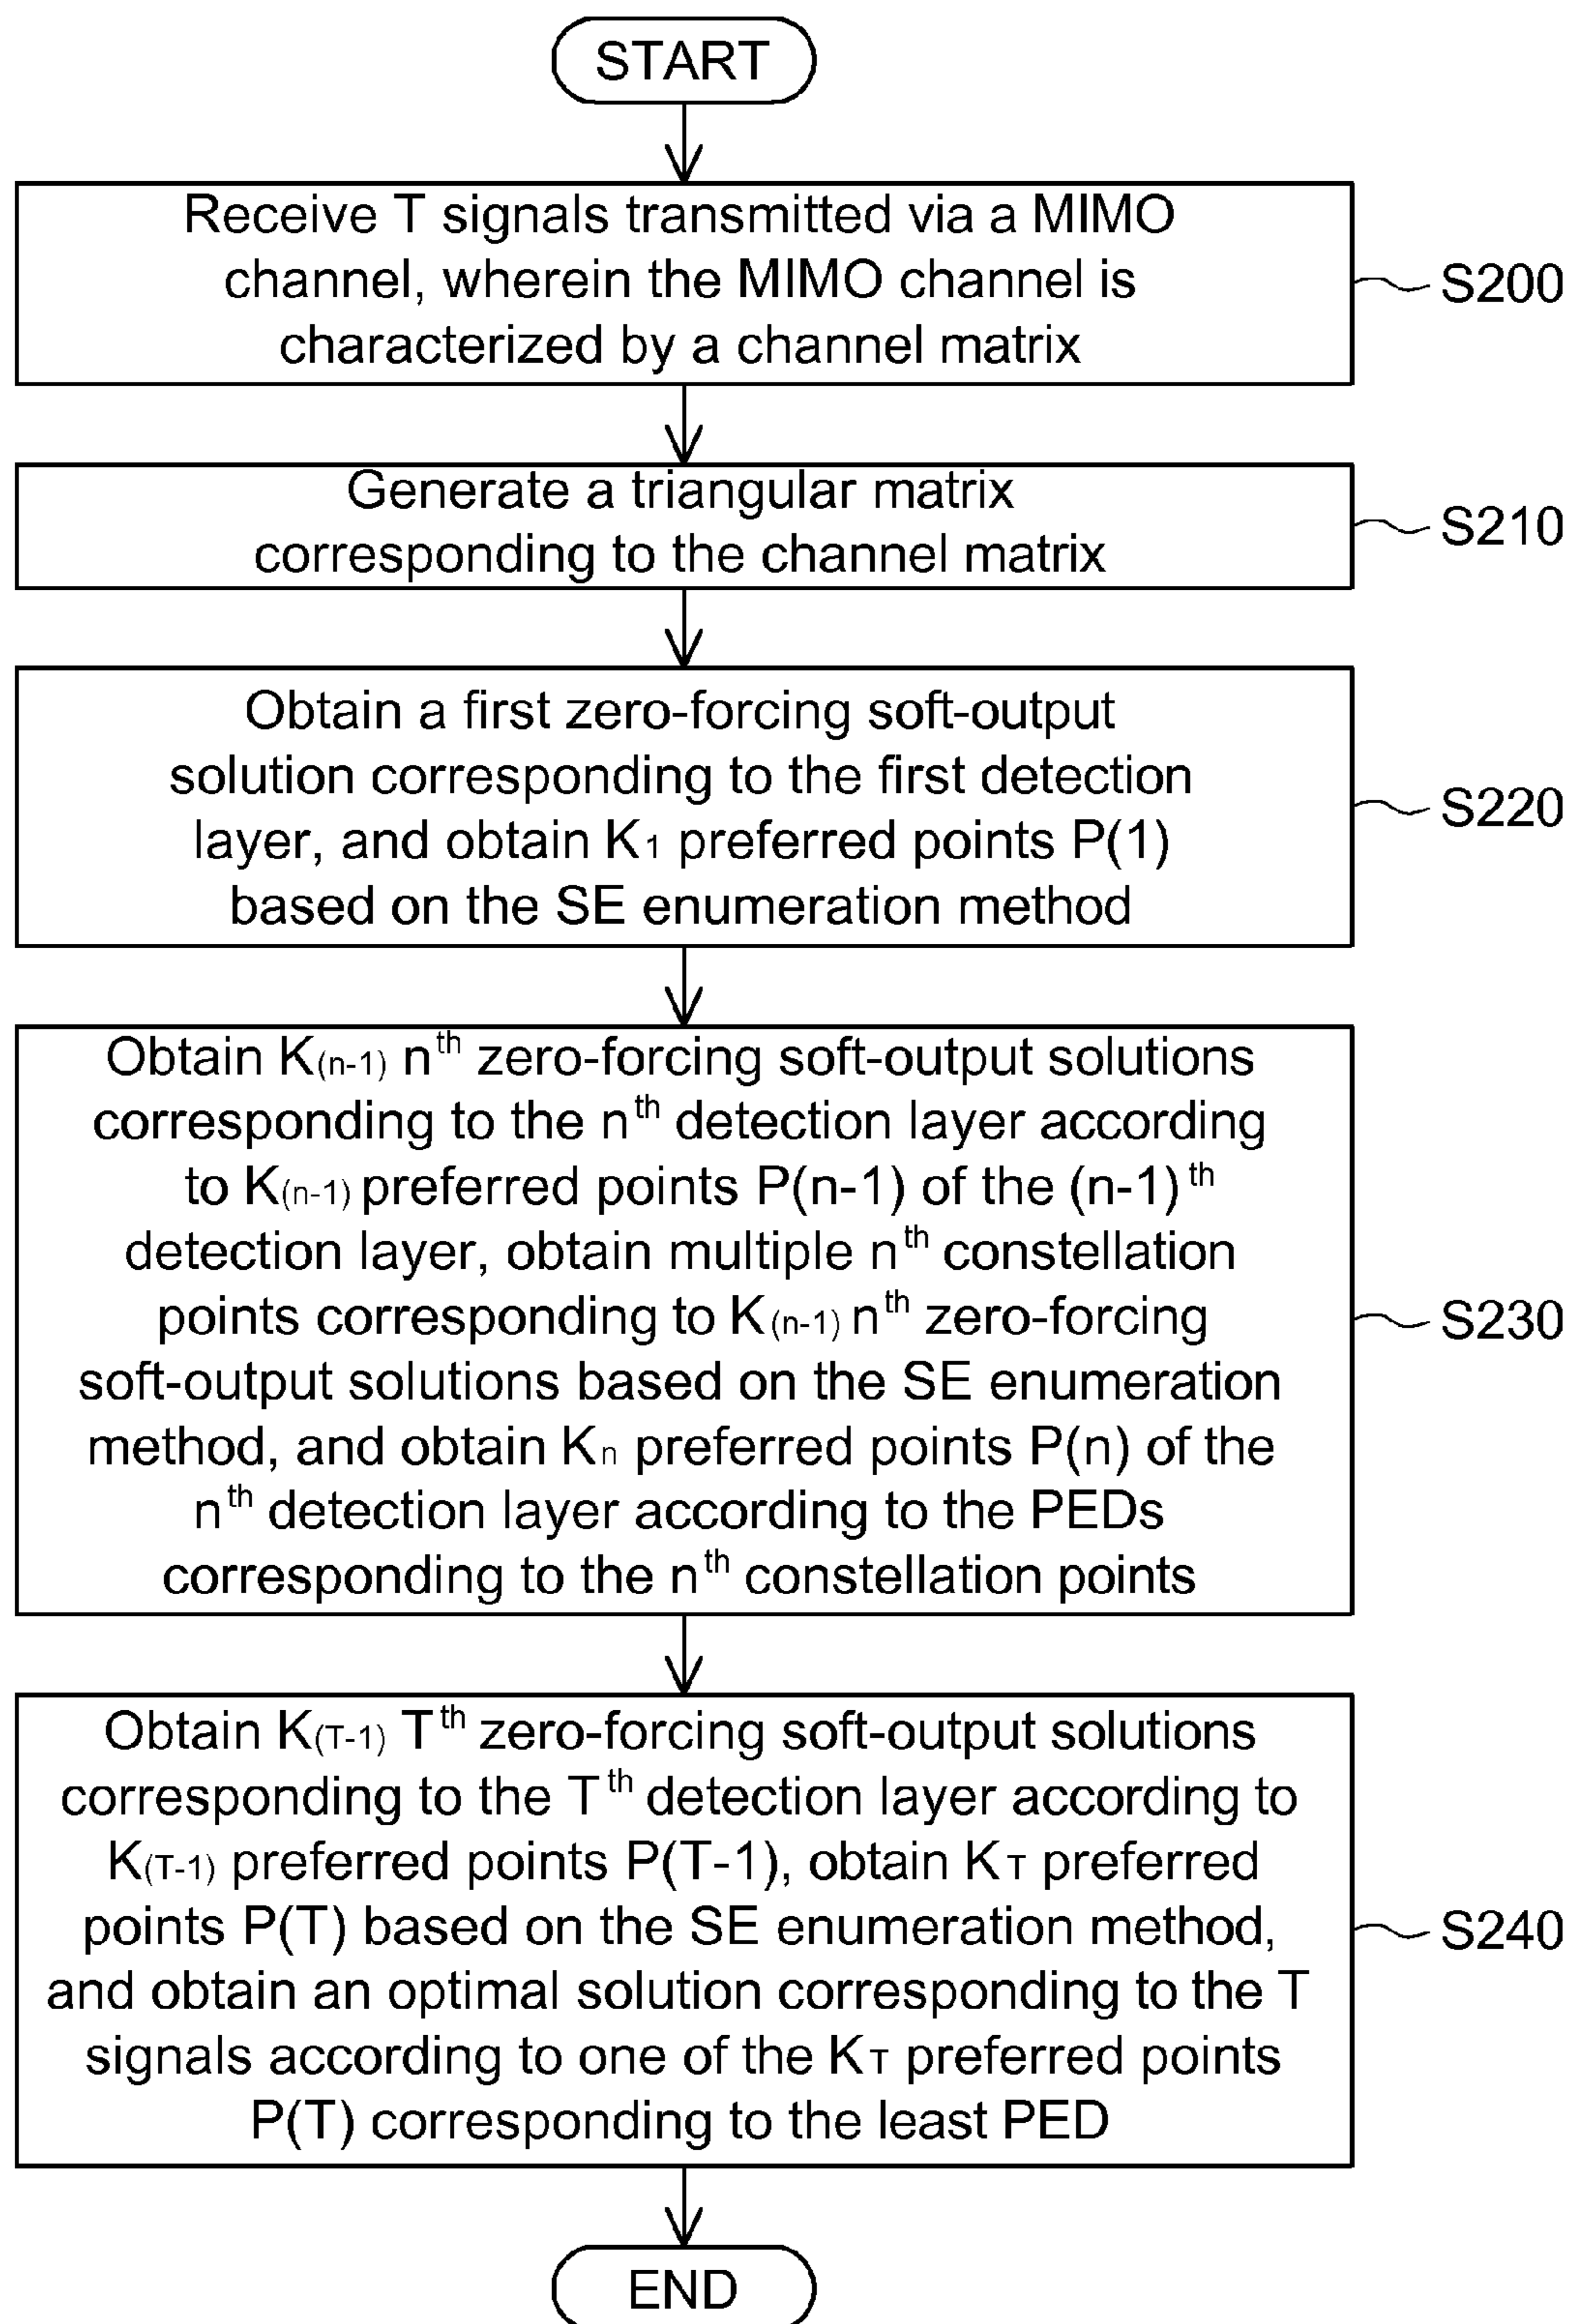 START
Receive T signals transmitted via a MIMO
channel, wherein the MIMO channel is
characterized by a channel matrix
S200
Generate a triangular matrix
corresponding to the channel matrix
S210
Obtain a first zero-forcing soft-output
solution corresponding to the first detection
layer, and obtain K1 preferred points P(1)
based on the SE enumeration method
S220
Obtain K(n-1) nth zero-forcing soft-output solutions
corresponding to the nth detection layer according
to K(n-1) preferred points P(n-1) of the (n-1)th
detection layer, obtain multiple nth constellation
points corresponding to K(n-1) nth zero-forcing
soft-output solutions based on the SE enumeration
method, and obtain Kn preferred points P(n) of the
nth detection layer according to the PEDs
corresponding to the nth constellation points
S230
Obtain K(T-1) Tth zero-forcing soft-output solutions
corresponding to the Tth detection layer according to
K(T-1) preferred points P(T-1), obtain KT preferred
points P(T) based on the SE enumeration method,
and obtain an optimal solution corresponding to the T
signals according to one of the KT preferred points
P(T) corresponding to the least PED
S240
END